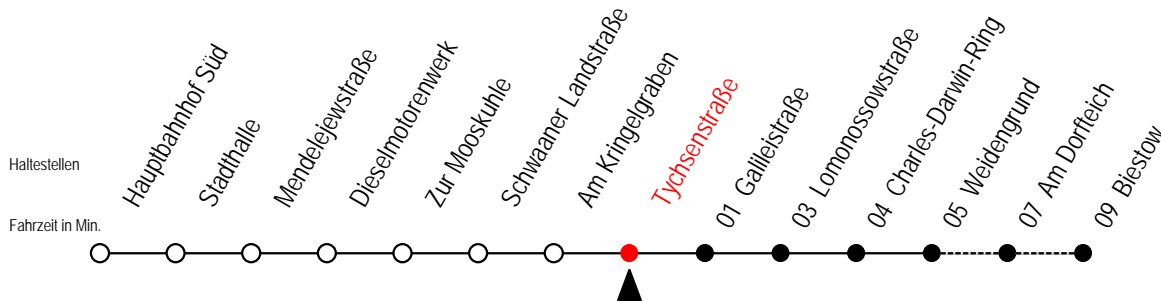 Hauptbahnhof Süd
Stadthalle
Mendelejewstraße
Dieselmotorenwerk
Zur Mooskuhle
Schwaaner Landstraße
Am Kringelgraben
Tychsenstraße
01 Galileistraße
03 Lomonossowstraße
04 Charles-Darwin-Ring
05 Weidengrund
07 Am Dorfteich
09 Biestow
Haltestellen
Fahrzeit in Min.